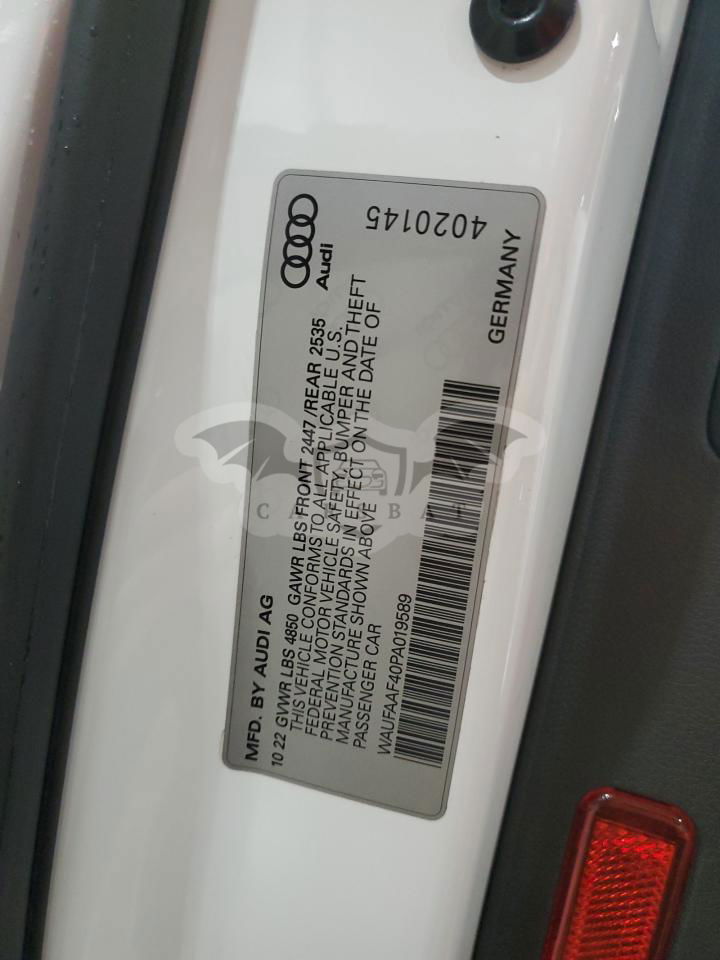 MFD. BY AUDI AG
Audi
10 22 GVWR LBS 4850 GAWR LBS FRONT 2447/REAR 2535
THIS VEHICLE CONFORMS TO ALL APPLICABLE U.S.
FEDERAL MOTOR VEHICLE SAFETY, BUMPER AND THEFT
PREVENTION STANDARDS IN EFFECT ON THE DATE OF
MANUFACTURE SHOWN ABOVE
PASSENGER CAR
WAUFAAF40PA019589
GERMANY
4020145
CARABAT